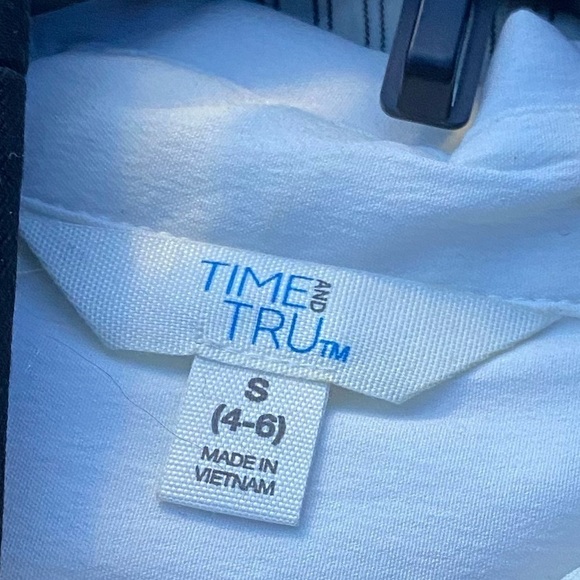 TIME AND
TRU™
S
(4-6)
MADE IN
VIETNAM